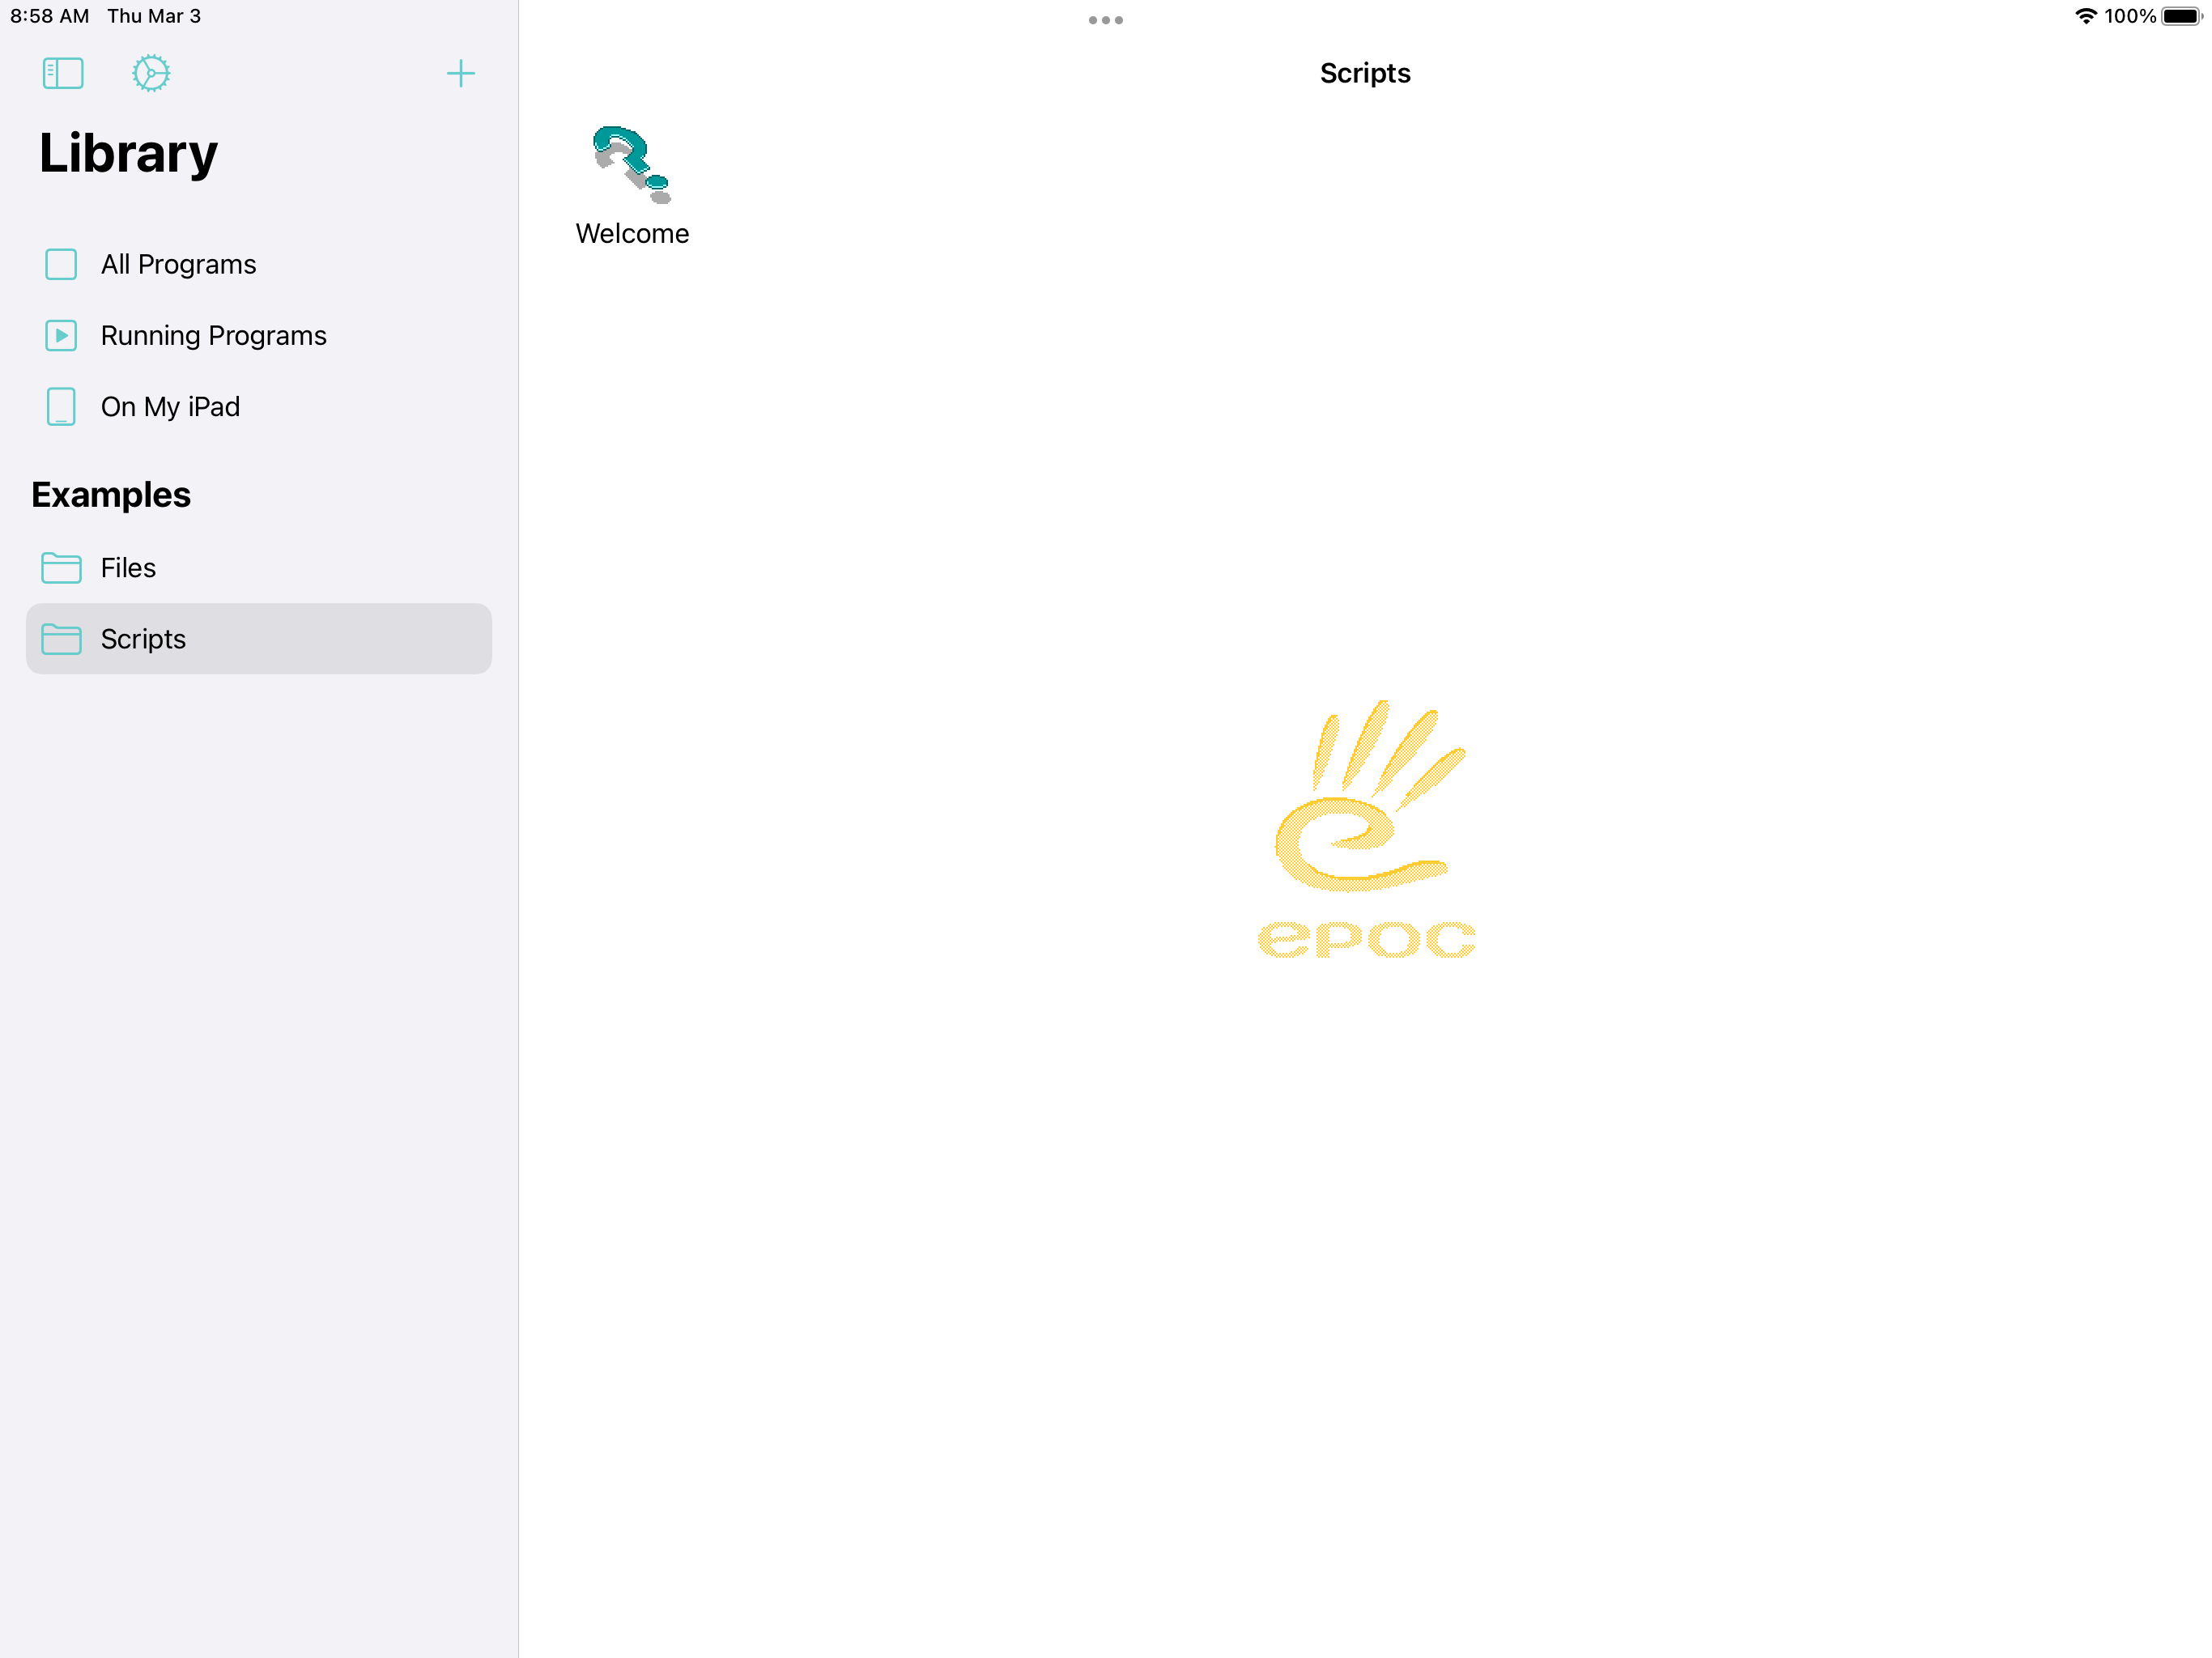 8:58 AM Thu Mar 3
100%
Library
All Programs
Running Programs
On My iPad
Examples
Files
Scripts
Scripts
Welcome
epoc